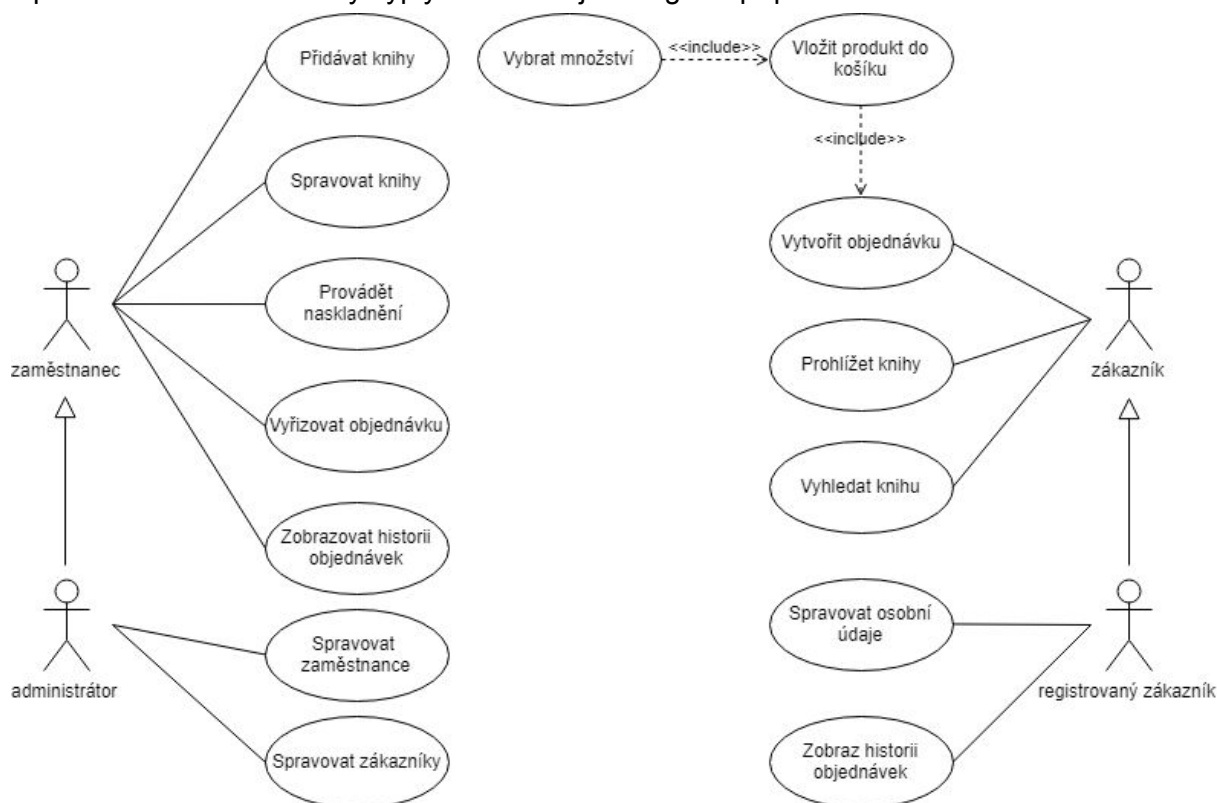 Přidávat knihy
Vybrat množství
<<include>>
Vložit produkt do
košíku
<<include>>
Spravovat knihy
Vytvořit objednávku
Provádět
naskladnění
zaměstnanec
Prohlížet knihy
zákazník
Vyřizovat objednávku
Vyhledat knihu
Zobrazovat historii
objednávek
Spravovat osobní
údaje
Spravovat
zaměstnance
administrátor
registrovaný zákazník
Spravovat zákazníky
Zobraz historii
objednávek